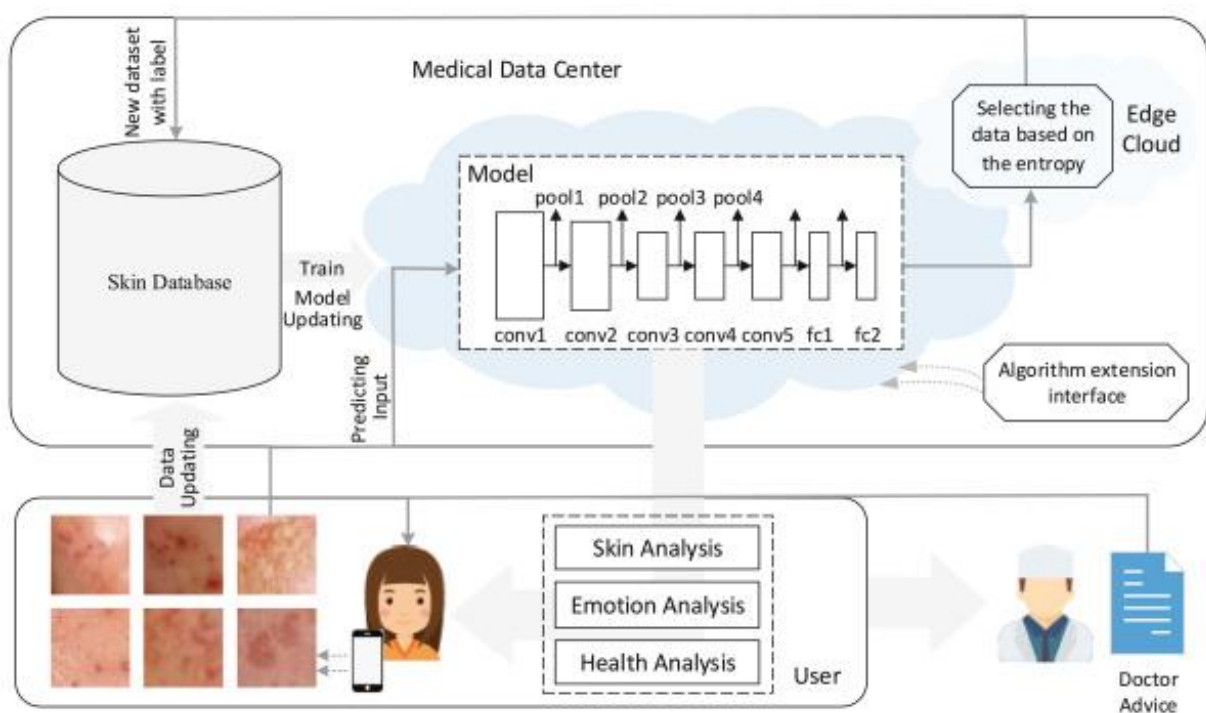 Medical Data Center
New dataset
with label
Selecting the
data based on
the entropy
Edge
Cloud
Model
pool1 pool2 pool3 pool4
Skin Database
Train
Model
Updating
conv1 conv2 conv3 conv4 conv5 fc1 fc2
Algorithm extension
interface
Predicting
Input
Data
Updating
Skin Analysis
Emotion Analysis
Health Analysis
User
Doctor
Advice